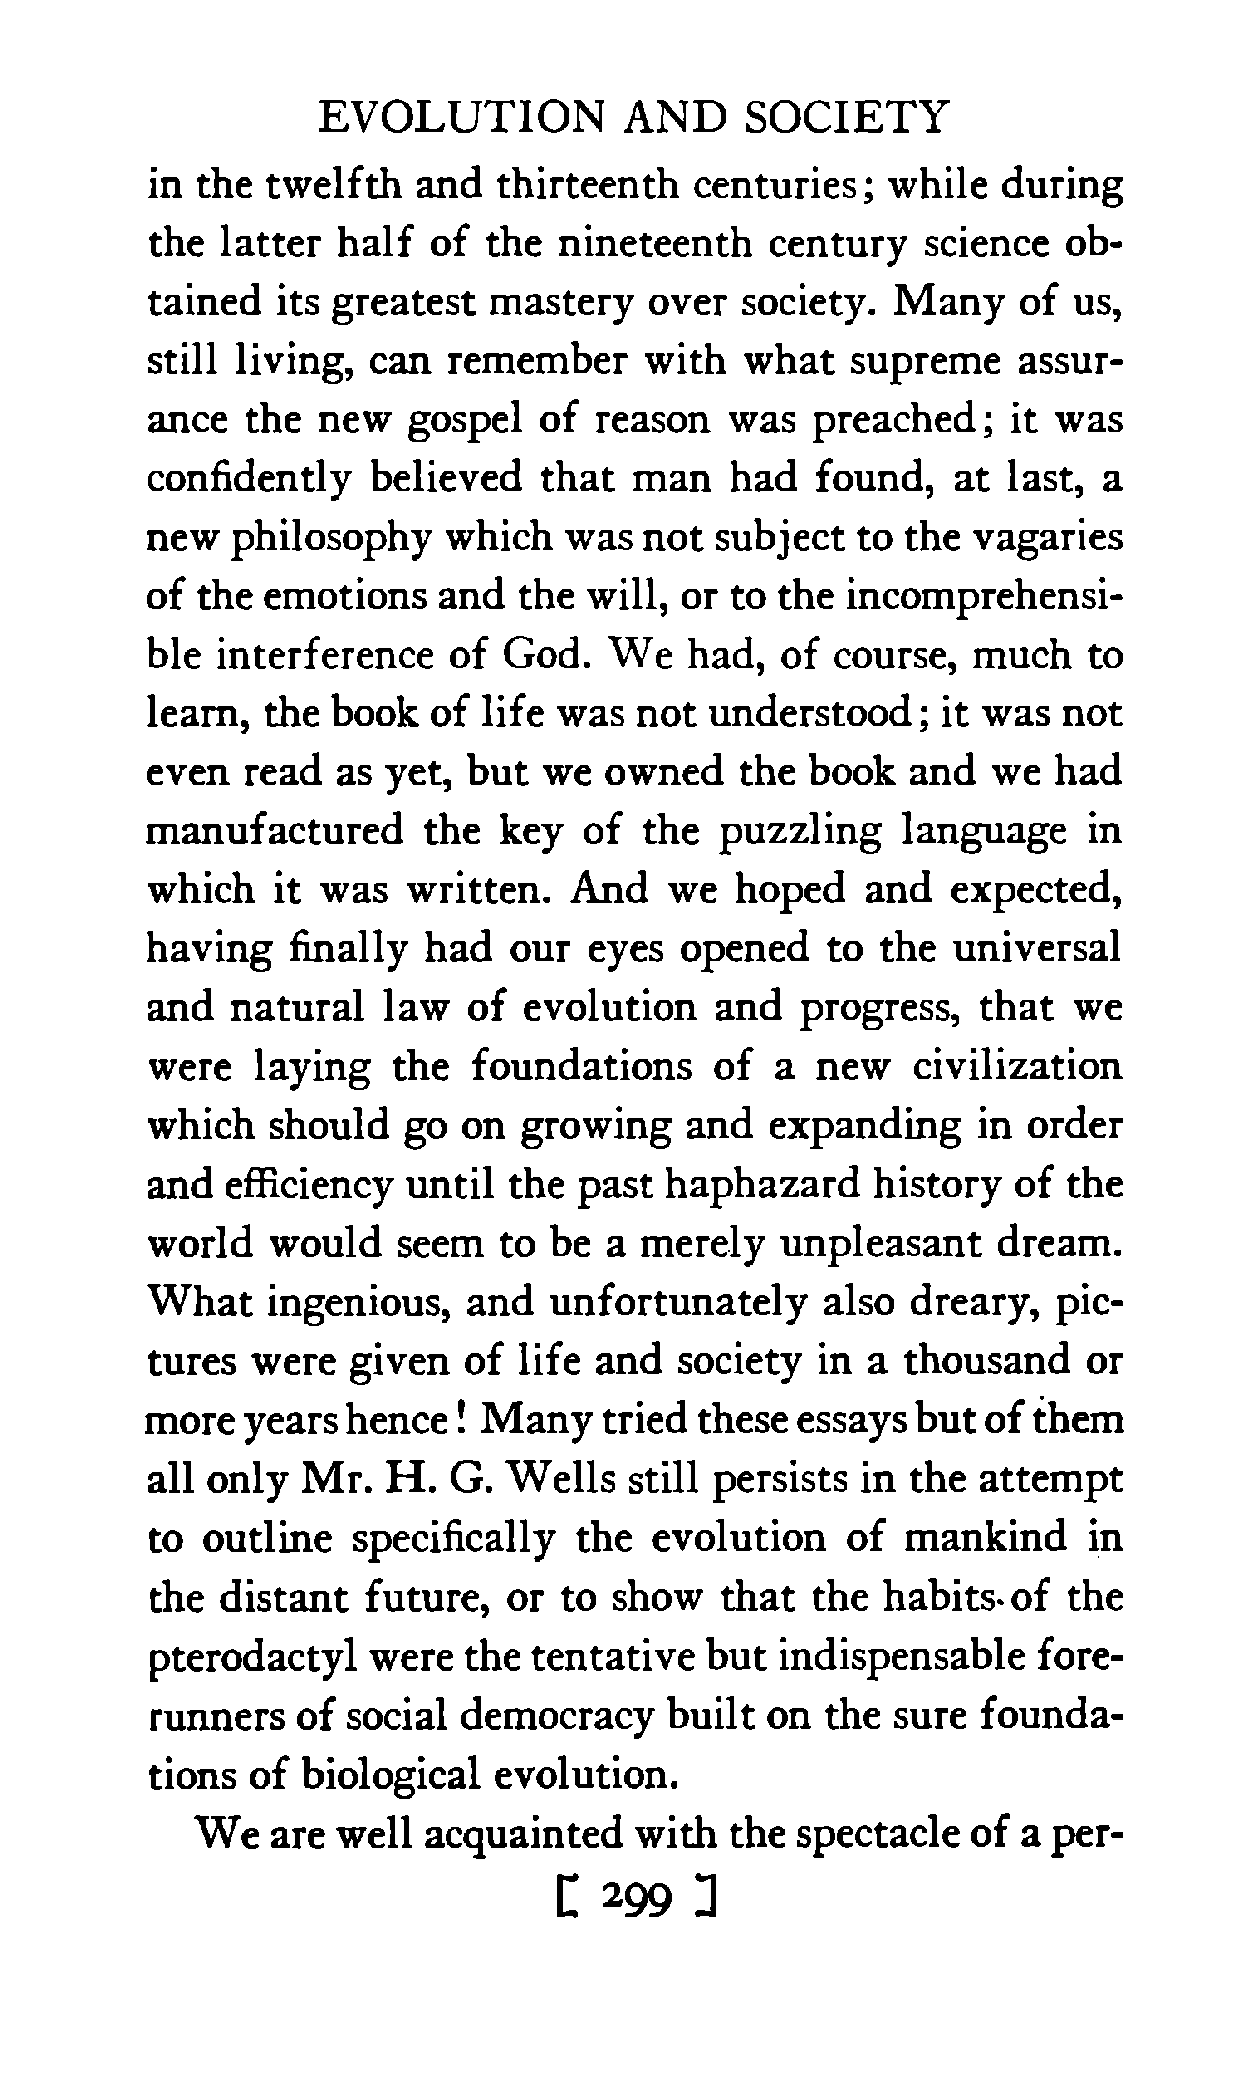 EVOLUTION AND SOCIETY
in the twelfth and thirteenth centuries; while during
the latter half of the nineteenth century science ob-
tained its greatest mastery over society. Many of us,
still living, can remember with what supreme assur-
ance the new gospel of reason was preached; it was
confidently believed that man had found, at last, a
new philosophy which was not subject to the vagaries
of the emotions and the will, or to the incomprehensi-
ble interference of God. We had, of course, much to
learn, the book of life was not understood; it was not
even read as yet, but we owned the book and we had
manufactured the key of the puzzling language in
which it was written. And we hoped and expected,
having finally had our eyes opened to the universal
and natural law of evolution and progress, that we
were laying the foundations of a new civilization
which should go on growing and expanding in order
and efficiency until the past haphazard history of the
world would seem to be a merely unpleasant dream.
What ingenious, and unfortunately also dreary, pic-
tures were given of life and society in a thousand or
more years hence! Many tried these essays but of them
all only Mr. H. G. Wells still persists in the attempt
to outline specifically the evolution of mankind in
the distant future, or to show that the habits of the
pterodactyl were the tentative but indispensable fore-
runners of social democracy built on the sure founda-
tions of biological evolution.
We are well acquainted with the spectacle of a per-
[ 299 ]